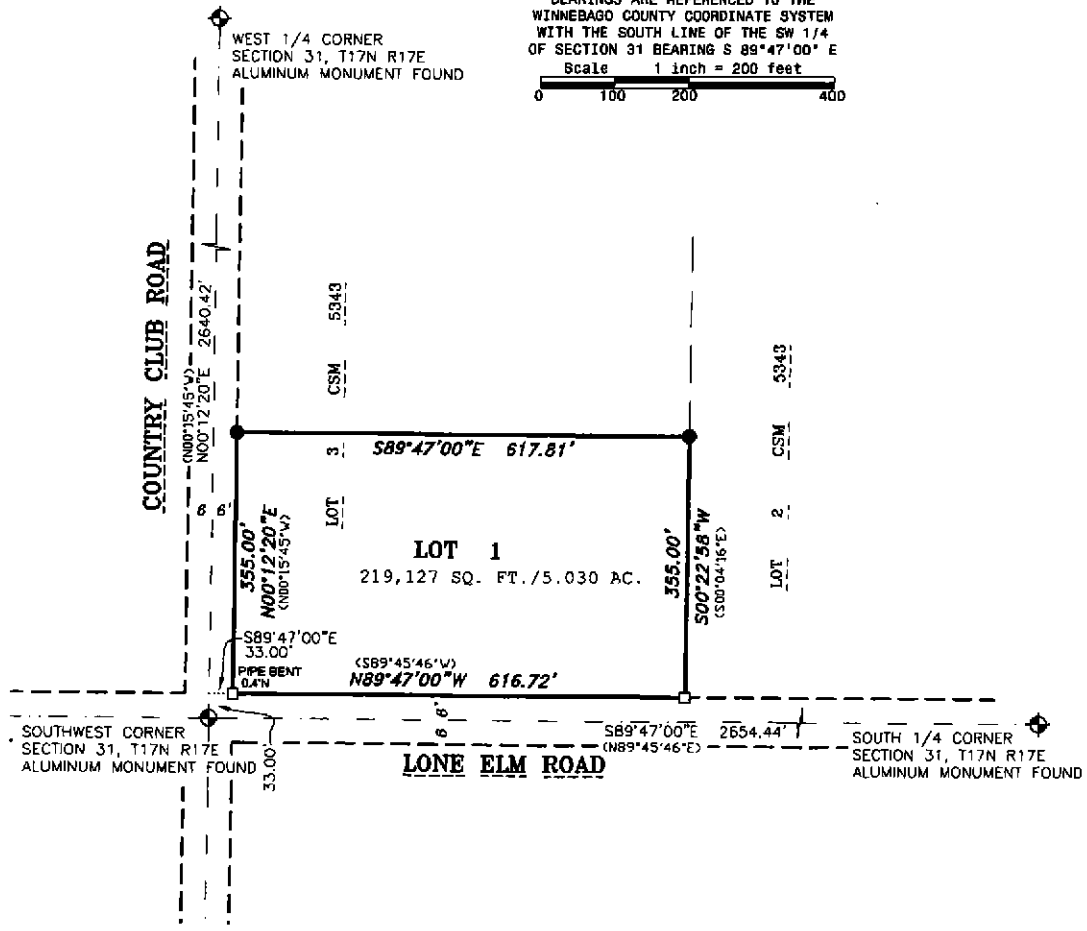 BEARINGS ARE REFERENCED TO THE
WINNEBAGO COUNTY COORDINATE SYSTEM
WITH THE SOUTH LINE OF THE SW 1/4
OF SECTION 31 BEARING S 89°47'00" E
Scale 1 inch = 200 feet
0 100 200 400
WEST 1/4 CORNER
SECTION 31, T17N R17E
ALUMINUM MONUMENT FOUND
COUNTRY CLUB ROAD
(N00°15'45"W)
N00°12'20"E 2640.42'
6 6'
LOT 3 CSM 5343
LOT 2 CSM 5343
S89°47'00"E 617.81'
355.00'
N00°12'20"E
(N00°15'45"W)
LOT 1
219,127 SQ. FT./5.030 AC.
355.00'
S00°22'58"W
(S00°04'16"E)
S89°47'00"E
33.00'
PIPE BENT
0.4'N
(S89°45'46"W)
N89°47'00"W 616.72'
6 6'
33.00'
S89°47'00"E 2654.44'
(N89°45'46"E)
SOUTHWEST CORNER
SECTION 31, T17N R17E
ALUMINUM MONUMENT FOUND
LONE ELM ROAD
SOUTH 1/4 CORNER
SECTION 31, T17N R17E
ALUMINUM MONUMENT FOUND